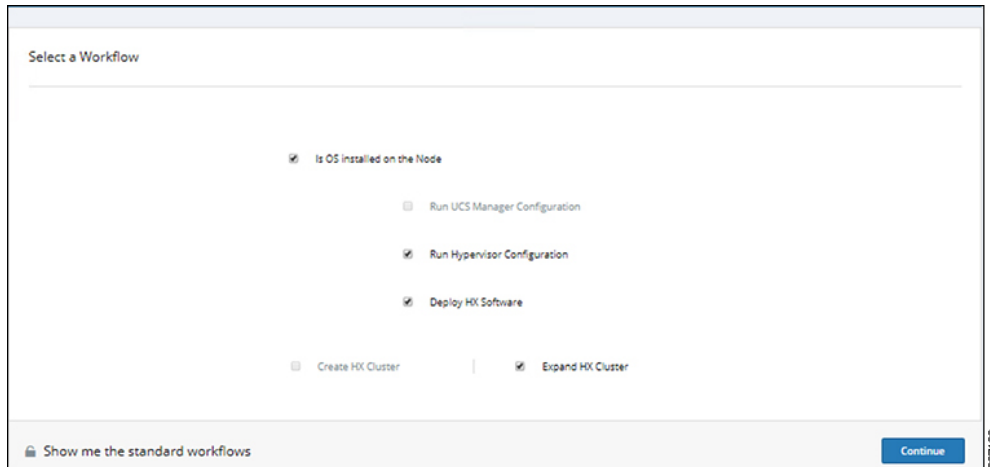 Select a Workflow
Is OS installed on the Node
Run UCS Manager Configuration
Run Hypervisor Configuration
Deploy HX Software
Create HX Cluster | Expand HX Cluster
Show me the standard workflows
Continue